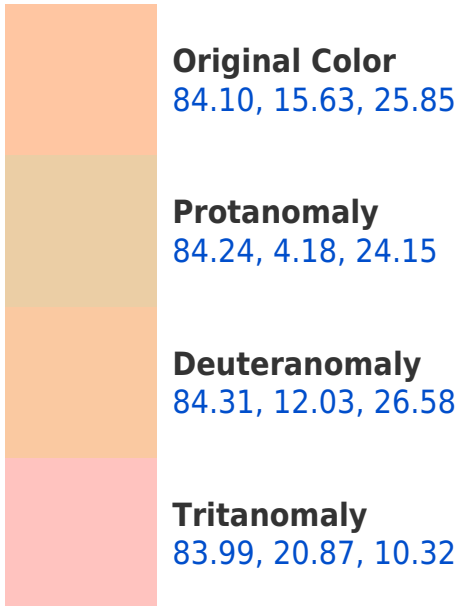 Original Color
84.10, 15.63, 25.85
Protanomaly
84.24, 4.18, 24.15
Deuteranomaly
84.31, 12.03, 26.58
Tritanomaly
83.99, 20.87, 10.32